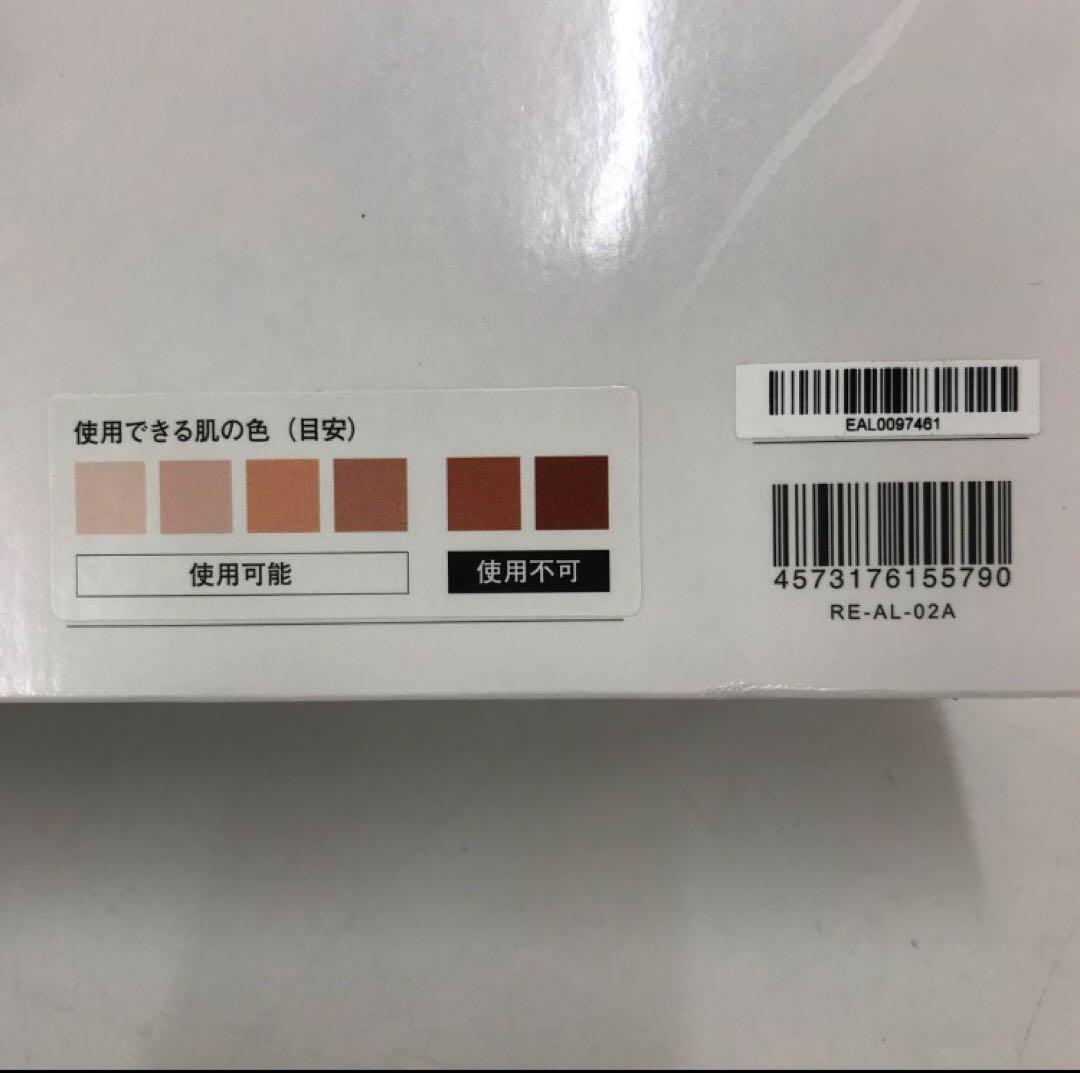 使用できる肌の色（目安）
使用可能
使用不可
EAL0097461
4573176155790
RE-AL-02A